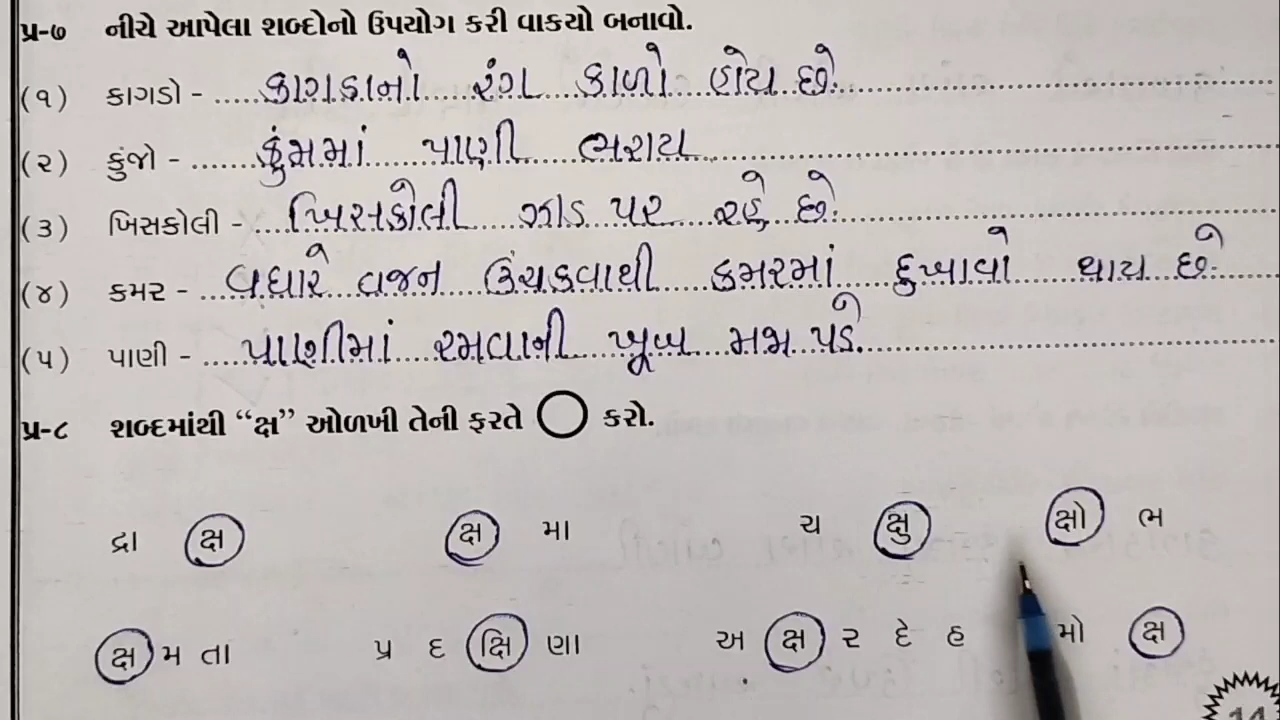 પ્ર-૭ નીચે આપેલા શબ્દોનો ઉપયોગ કરી વાક્યો બનાવો.
(૧) કાગડો - કાગડાનો રંગ કાળો હોય છે.
(૨) કુંજો - કુંજામાં પાણી ભરાય
(૩) ખિસકોલી - ખિસકોલી ઝાડ પર રહે છે.
(૪) કમર - વધારે વજન ઉંચકવાથી કમરમાં દુખાવો થાય છે.
(૫) પાણી - પાણીમાં રમવાની ખૂબ મજા પડે.
પ્ર-૮ શબ્દમાંથી “ક્ષ” ઓળખી તેની ફરતે ◯ કરો.
દ્રા ક્ષ ક્ષ મા ચ ક્ષુ ક્ષો ભ
ક્ષ મ તા પ્ર દ ક્ષિ ણા અ ક્ષ ર દે હ મો ક્ષ